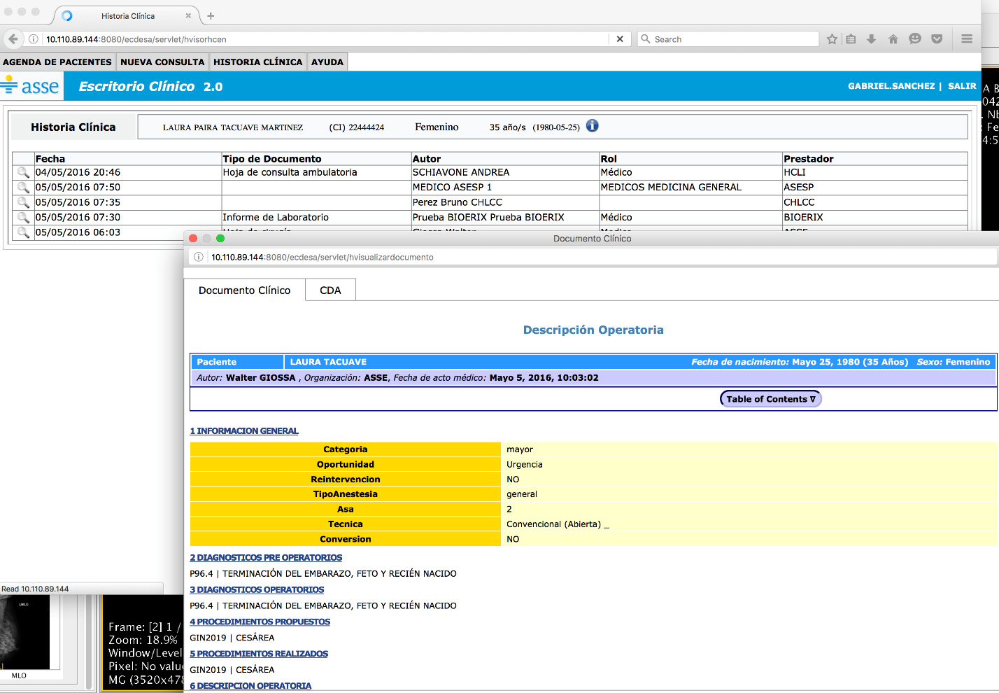 Historia Clínica
10.110.89.144:8080/ecdesa/servlet/hvisorhcen
Search
AGENDA DE PACIENTES NUEVA CONSULTA HISTORIA CLÍNICA AYUDA
asse Escritorio Clínico 2.0 GABRIEL.SANCHEZ | SALIR
Historia Clínica LAURA PAIRA TACUAVE MARTINEZ (CI) 22444424 Femenino 35 año/s (1980-05-25)
Fecha Tipo de Documento Autor Rol Prestador
04/05/2016 20:46 Hoja de consulta ambulatoria SCHIAVONE ANDREA Médico HCLI
05/05/2016 07:50 MEDICO ASESP 1 MEDICOS MEDICINA GENERAL ASESP
05/05/2016 07:35 Perez Bruno CHLCC CHLCC
05/05/2016 07:30 Informe de Laboratorio Prueba BIOERIX Prueba BIOERIX Médico BIOERIX
05/05/2016 06:03
A B
042
. Nb
: Fe
4:5
Documento Clínico
10.110.89.144:8080/ecdesa/servlet/hvisualizardocumento
Documento Clínico CDA
Descripción Operatoria
Paciente LAURA TACUAVE Fecha de nacimiento: Mayo 25, 1980 (35 Años) Sexo: Femenino
Autor: Walter GIOSSA , Organización: ASSE, Fecha de acto médico: Mayo 5, 2016, 10:03:02
Table of Contents ∇
1 INFORMACION GENERAL
Categoria mayor
Oportunidad Urgencia
Reintervencion NO
TipoAnestesia general
Asa 2
Tecnica Convencional (Abierta) _
Conversion NO
2 DIAGNOSTICOS PRE OPERATORIOS
P96.4 | TERMINACIÓN DEL EMBARAZO, FETO Y RECIÉN NACIDO
3 DIAGNOSTICOS OPERATORIOS
P96.4 | TERMINACIÓN DEL EMBARAZO, FETO Y RECIÉN NACIDO
4 PROCEDIMIENTOS PROPUESTOS
GIN2019 | CESÁREA
5 PROCEDIMIENTOS REALIZADOS
GIN2019 | CESÁREA
6 DESCRIPCION OPERATORIA
Read 10.110.89.144
MLO
Frame: [2] 1 /
Zoom: 18.9%
Window/Level
Pixel: No valu
MG (3520x478